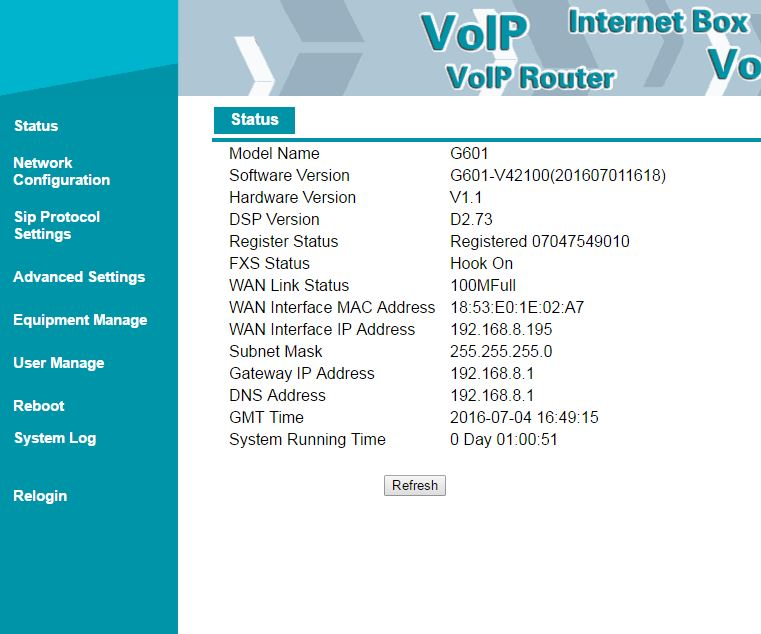 VoIP
Internet Box
VoIP Router
Vo
Status
Network
Configuration
Sip Protocol
Settings
Advanced Settings
Equipment Manage
User Manage
Reboot
System Log
Relogin
Status
Model Name G601
Software Version G601-V42100(201607011618)
Hardware Version V1.1
DSP Version D2.73
Register Status Registered 07047549010
FXS Status Hook On
WAN Link Status 100MFull
WAN Interface MAC Address 18:53:E0:1E:02:A7
WAN Interface IP Address 192.168.8.195
Subnet Mask 255.255.255.0
Gateway IP Address 192.168.8.1
DNS Address 192.168.8.1
GMT Time 2016-07-04 16:49:15
System Running Time 0 Day 01:00:51
Refresh